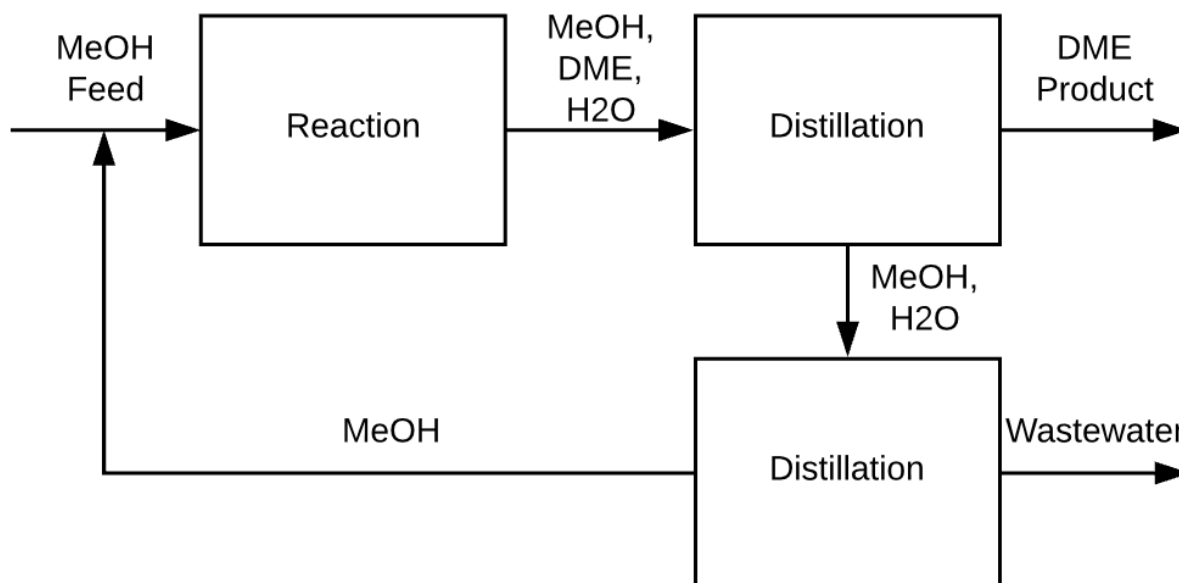 MeOH
Feed
Reaction
MeOH,
DME,
H2O
Distillation
DME
Product
MeOH,
H2O
MeOH
Distillation
Wastewater